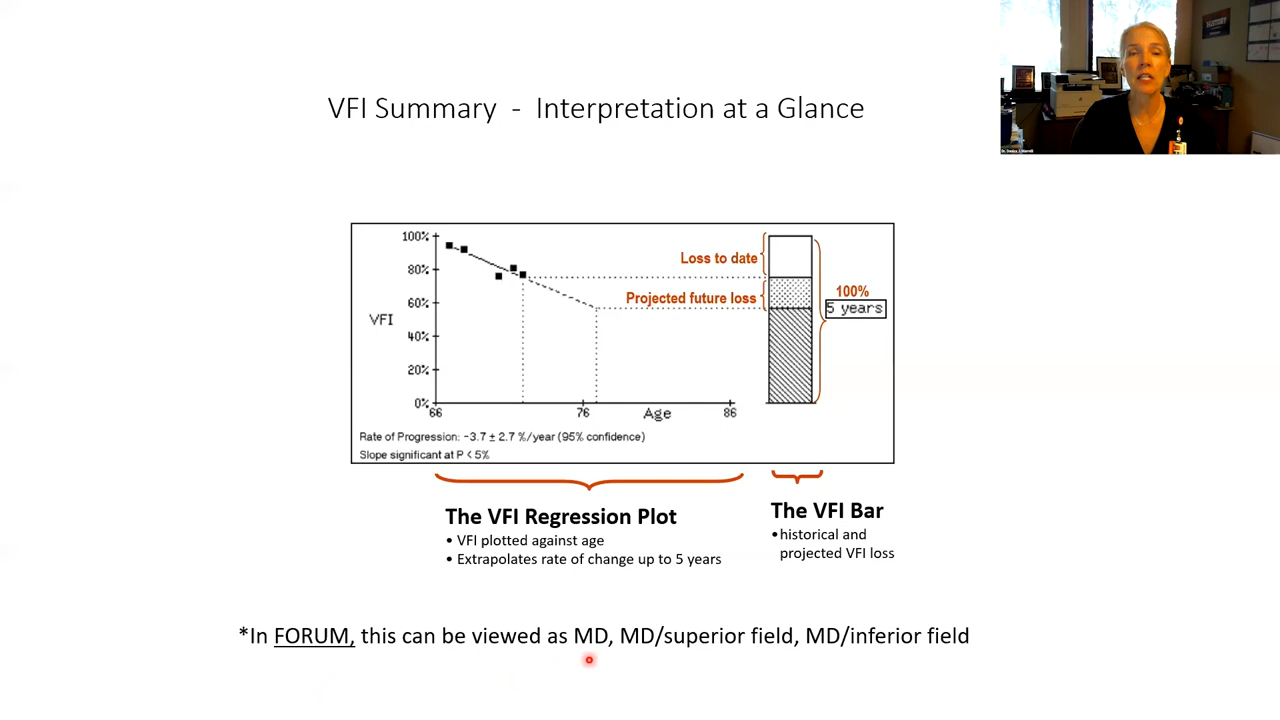 VFI Summary - Interpretation at a Glance
100%
80%
60%
40%
20%
0%
VFI
66
76
Age
86
Loss to date
Projected future loss
100%
5 years
Rate of Progression: -3.7 ± 2.7 %/year (95% confidence)
Slope significant at P < 5%
The VFI Regression Plot
• VFI plotted against age
• Extrapolates rate of change up to 5 years
The VFI Bar
• historical and
projected VFI loss
*In FORUM, this can be viewed as MD, MD/superior field, MD/inferior field